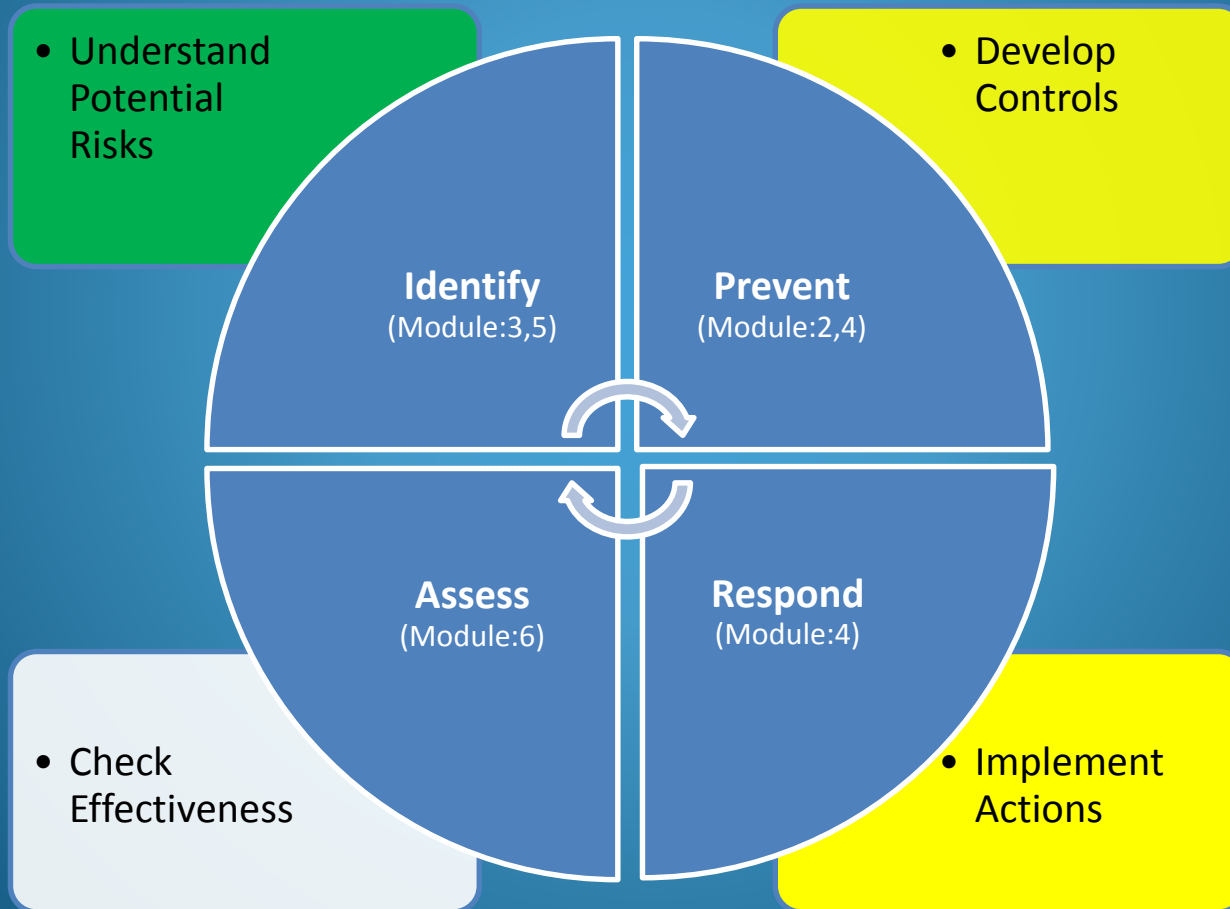 • Understand
Potential
Risks
• Develop
Controls
Identify
(Module:3,5)
Prevent
(Module:2,4)
Assess
(Module:6)
Respond
(Module:4)
• Check
Effectiveness
• Implement
Actions